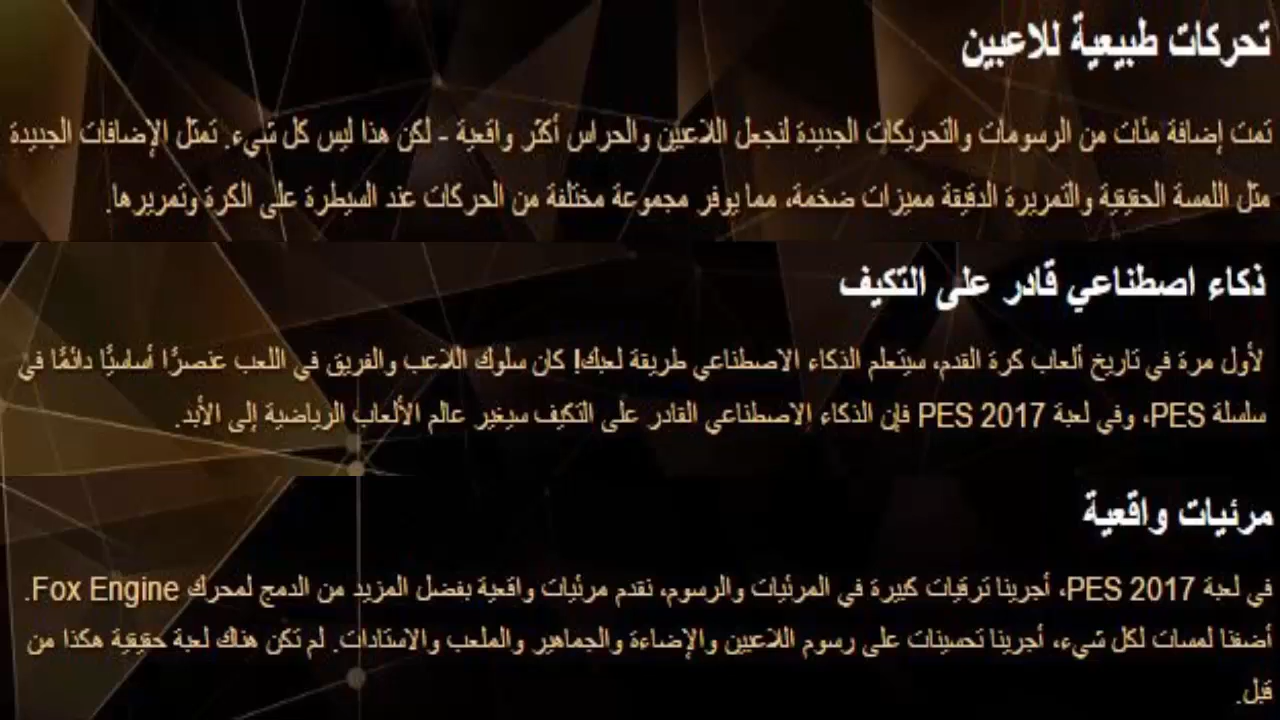 تحركات طبيعية للاعبين
تمت إضافة مئات من الرسومات والتحريكات الجديدة لنجعل اللاعبين والحراس أكثر واقعية - لكن هذا ليس كل شيء. تمثل الإضافات الجديدة
مثل اللمسة الحقيقية والتمريرة الدقيقة مميزات ضخمة، مما يوفر مجموعة مختلفة من الحركات عند السيطرة على الكرة وتمريرها.
ذكاء اصطناعي قادر على التكيف
لأول مرة في تاريخ ألعاب كرة القدم، سيتعلم الذكاء الاصطناعي طريقة لعبك! كان سلوك اللاعب والفريق في اللعب عنصرًا أساسيًا دائمًا في
سلسلة PES، وفي لعبة PES 2017 فإن الذكاء الاصطناعي القادر على التكيف سيغير عالم الألعاب الرياضية إلى الأبد.
مرئيات واقعية
في لعبة PES 2017، أجرينا ترقيات كبيرة في المرئيات والرسوم، نقدم مرئيات واقعية بفضل المزيد من الدمج لمحرك Fox Engine.
أضفنا لمسات لكل شيء، أجرينا تحسينات على رسوم اللاعبين والإضاءة والجماهير والملعب والاستادات. لم تكن هناك لعبة حقيقية هكذا من
قبل.